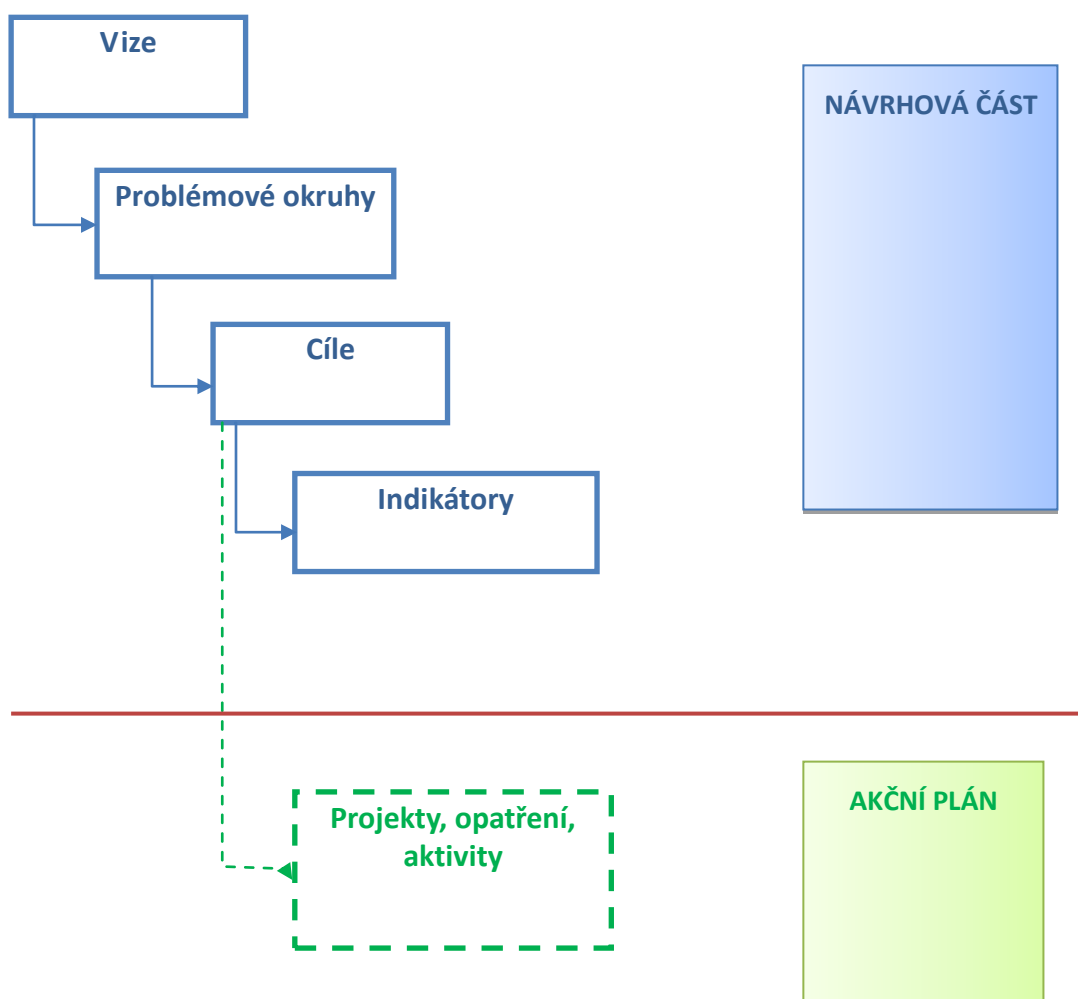 Vize
NÁVRHOVÁ ČÁST
Problémové okruhy
Cíle
Indikátory
Projekty, opatření,
aktivity
AKČNÍ PLÁN